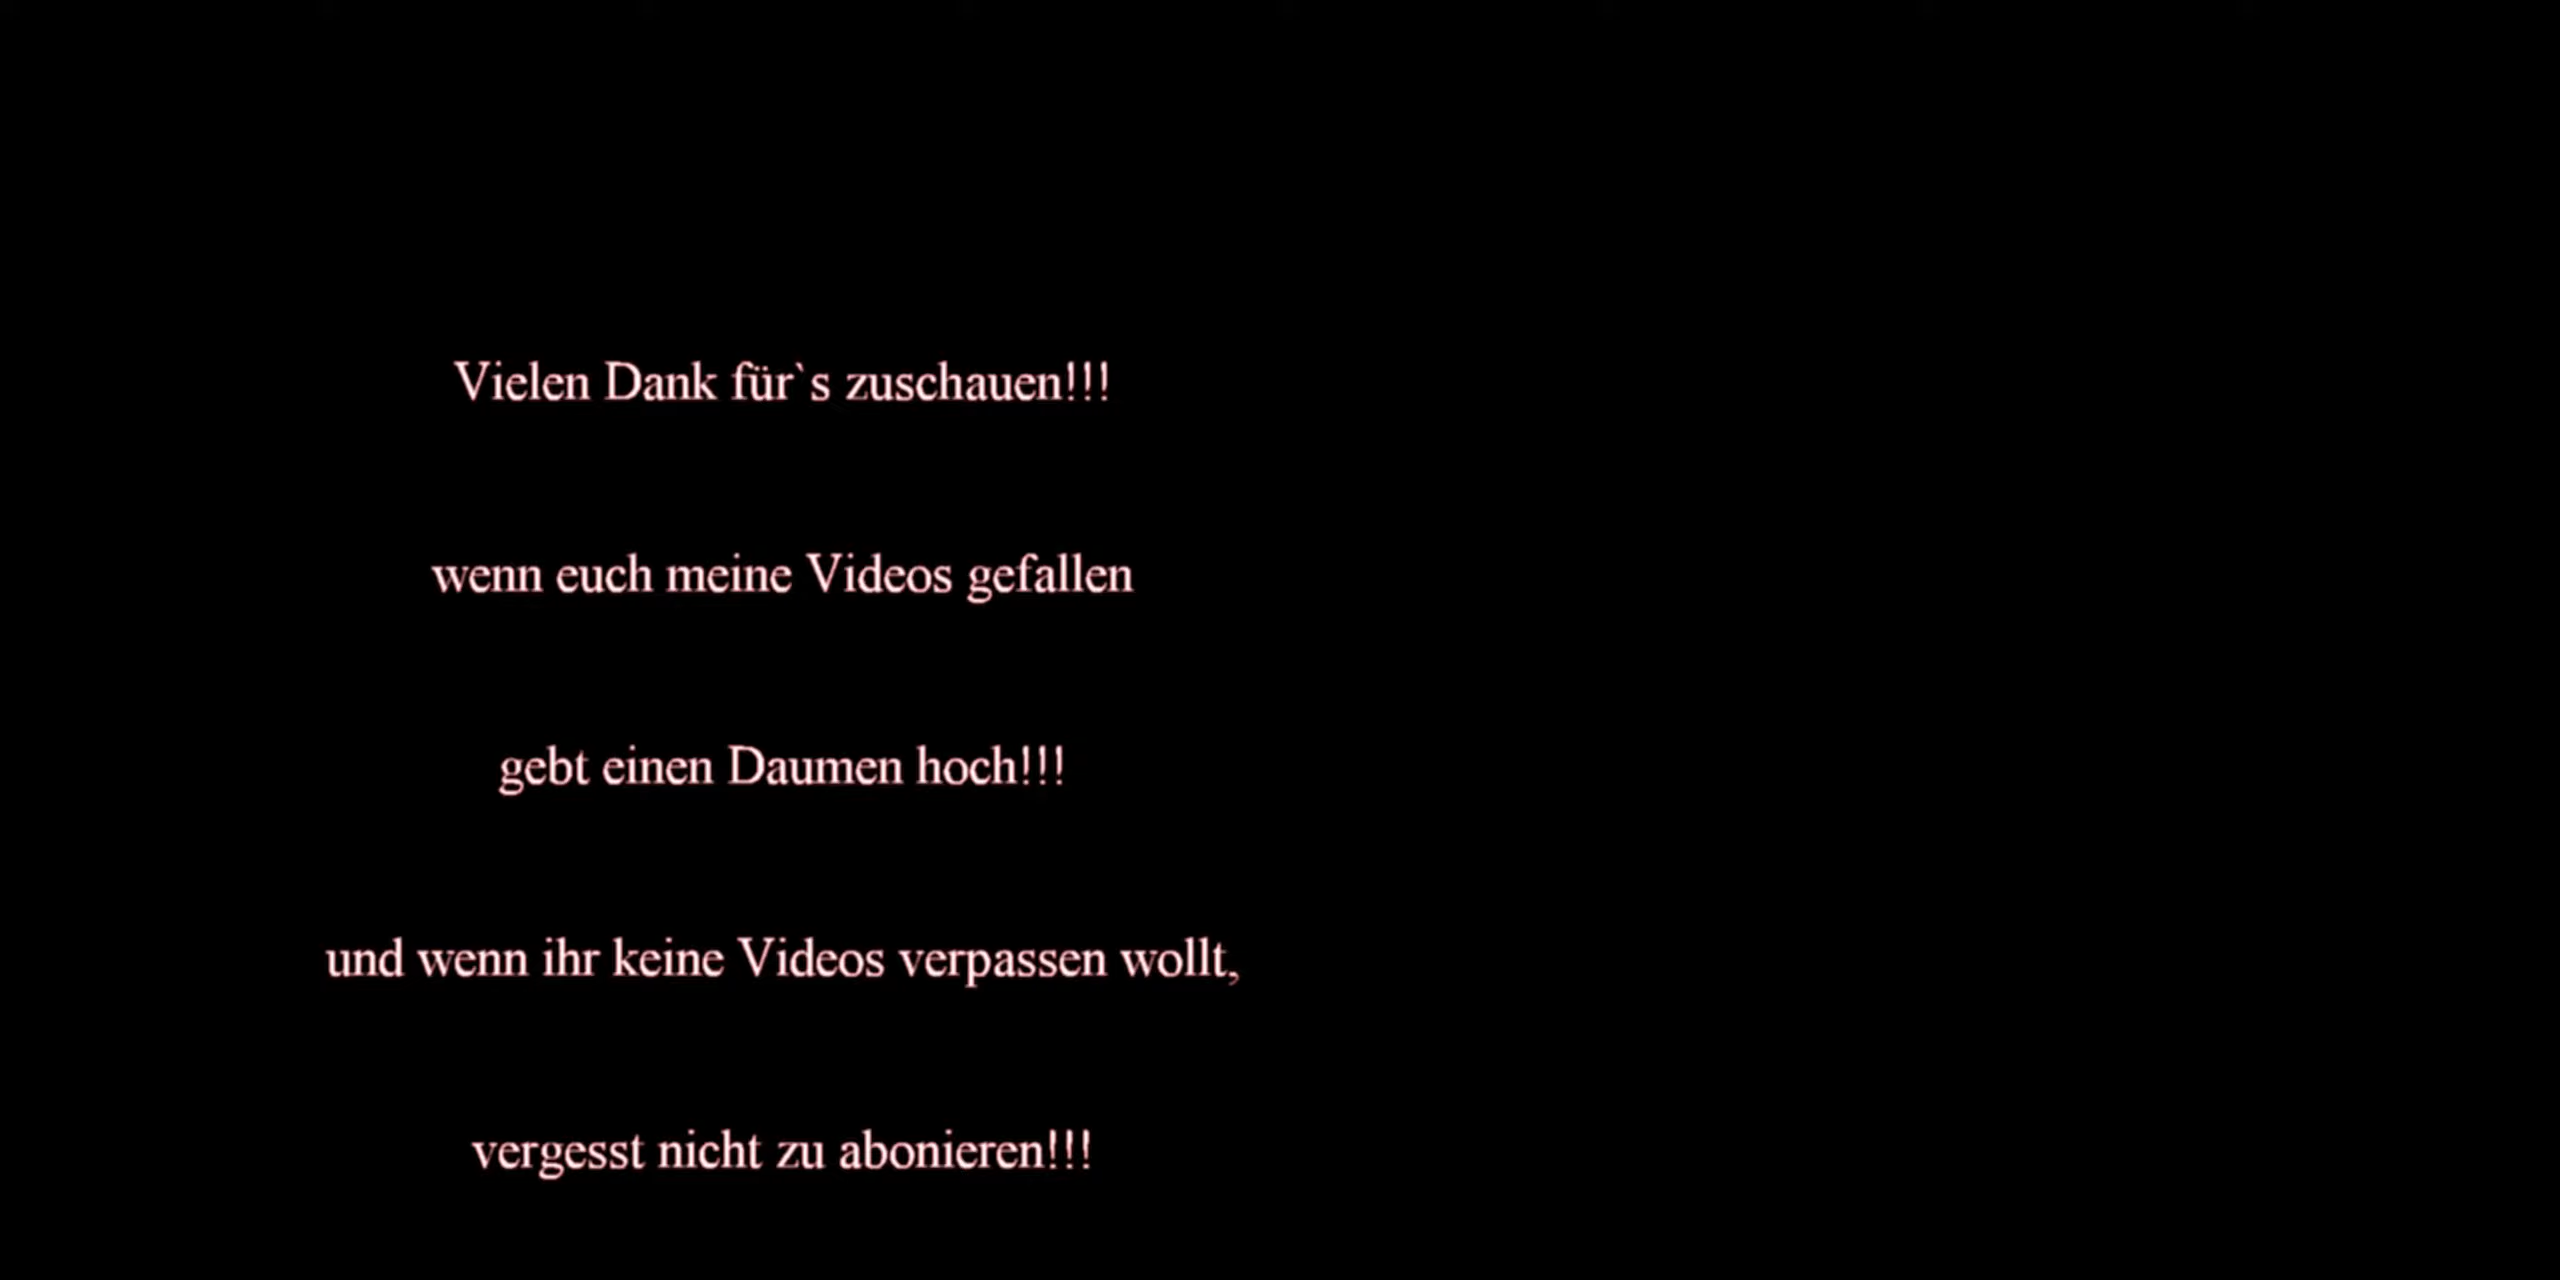 Vielen Dank für`s zuschauen!!!
wenn euch meine Videos gefallen
gebt einen Daumen hoch!!!
und wenn ihr keine Videos verpassen wollt,
vergesst nicht zu abonieren!!!